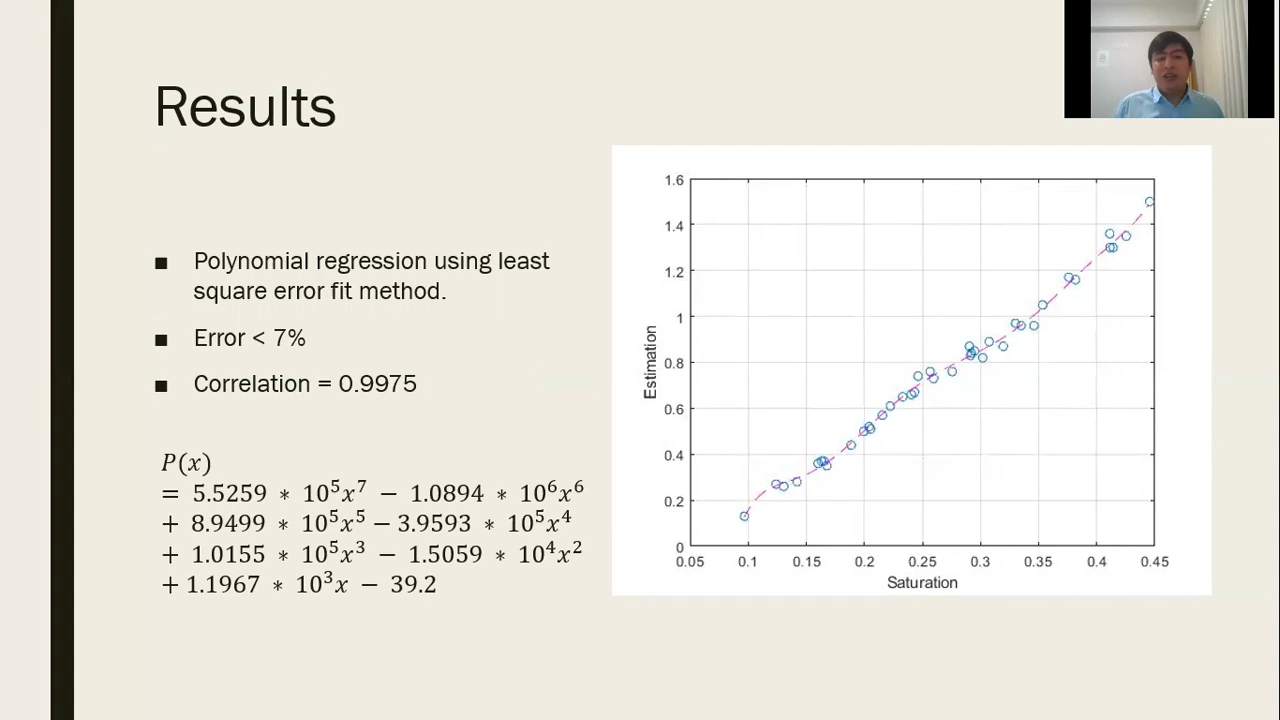 Results
■ Polynomial regression using least
square error fit method.
■ Error < 7%
■ Correlation = 0.9975
P(x)
= 5.5259 ∗ 10⁵x⁷ − 1.0894 ∗ 10⁶x⁶
+ 8.9499 ∗ 10⁵x⁵ − 3.9593 ∗ 10⁵x⁴
+ 1.0155 ∗ 10⁵x³ − 1.5059 ∗ 10⁴x²
+ 1.1967 ∗ 10³x − 39.2
1.6
1.4
1.2
1
0.8
0.6
0.4
0.2
0
Estimation
0.05 0.1 0.15 0.2 0.25 0.3 0.35 0.4 0.45
Saturation